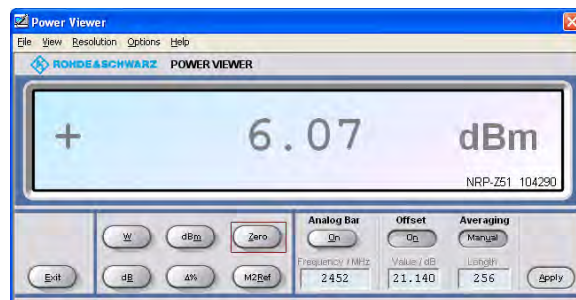 Power Viewer
File View Resolution Options Help
ROHDE&SCHWARZ POWER VIEWER
+ 6.07 dBm
NRP-Z51 104290
Analog Bar Offset Averaging
W dBm Zero On On Manual
Frequency / MHz Value / dB Length
Exit dB Δ% M2Ref 2452 21.140 256 Apply